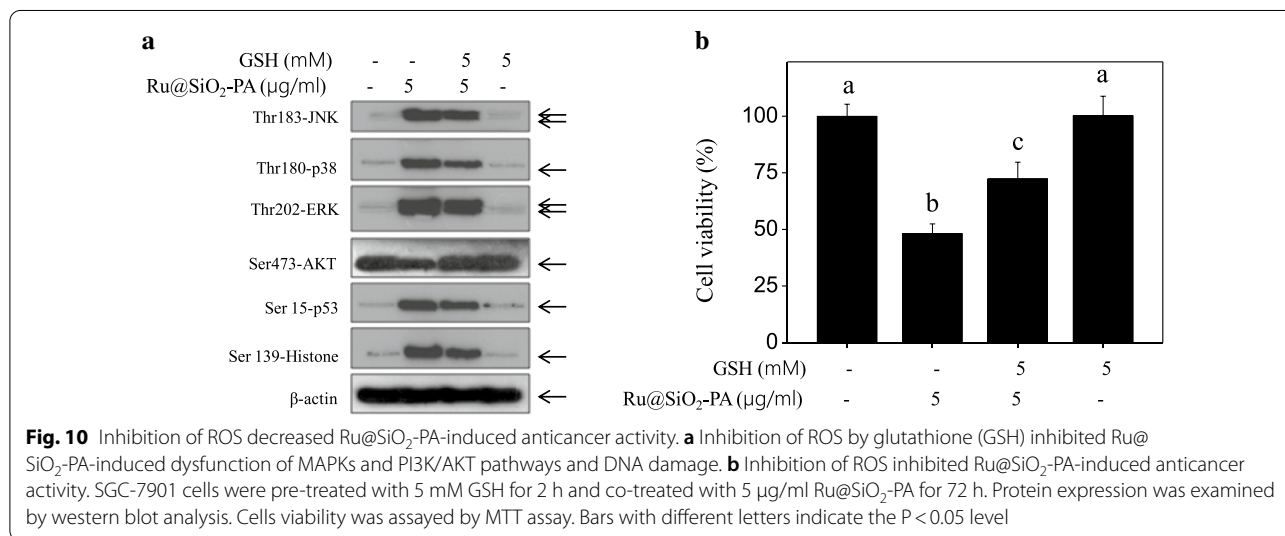 a
GSH (mM) - - 5 5
Ru@SiO₂-PA (µg/ml) - 5 5 -
Thr183-JNK
Thr180-p38
Thr202-ERK
Ser473-AKT
Ser 15-p53
Ser 139-Histone
β-actin
b
Cell viability (%)
100
75
50
25
0
a
b
c
a
GSH (mM) - - 5 5
Ru@SiO₂-PA (µg/ml) - 5 5 -
Fig. 10 Inhibition of ROS decreased Ru@SiO₂-PA-induced anticancer activity. a Inhibition of ROS by glutathione (GSH) inhibited Ru@
SiO₂-PA-induced dysfunction of MAPKs and PI3K/AKT pathways and DNA damage. b Inhibition of ROS inhibited Ru@SiO₂-PA-induced anticancer
activity. SGC-7901 cells were pre-treated with 5 mM GSH for 2 h and co-treated with 5 µg/ml Ru@SiO₂-PA for 72 h. Protein expression was examined
by western blot analysis. Cells viability was assayed by MTT assay. Bars with different letters indicate the P < 0.05 level